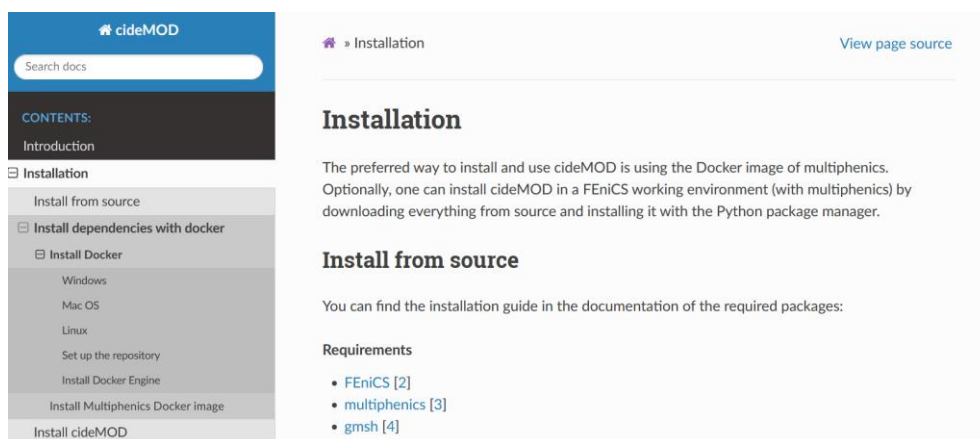 cideMOD
Search docs
CONTENTS:
Introduction
Installation
Install from source
Install dependencies with docker
Install Docker
Windows
Mac OS
Linux
Set up the repository
Install Docker Engine
Install Multiphenics Docker image
Install cideMOD
» Installation
View page source
Installation
The preferred way to install and use cideMOD is using the Docker image of multiphenics.
Optionally, one can install cideMOD in a FEniCS working environment (with multiphenics) by
downloading everything from source and installing it with the Python package manager.
Install from source
You can find the installation guide in the documentation of the required packages:
Requirements
• FEniCS [2]
• multiphenics [3]
• gmsh [4]